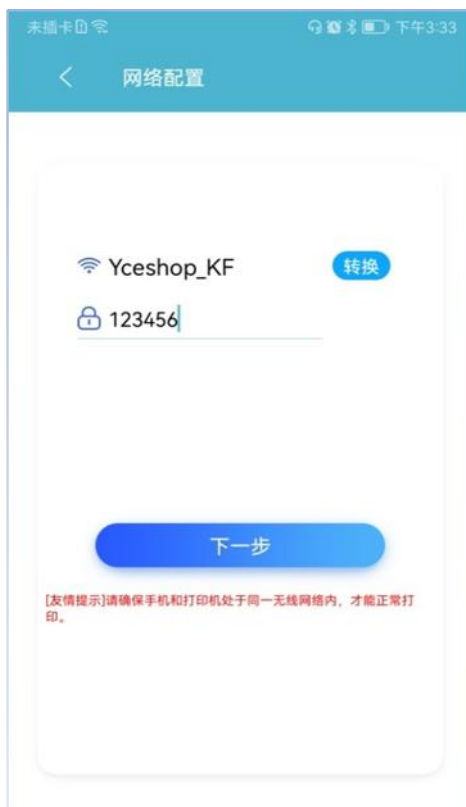 未插卡 下午3:33
网络配置
Yceshop_KF 转换
123456
下一步
[友情提示]请确保手机和打印机处于同一无线网络内，才能正常打
印。